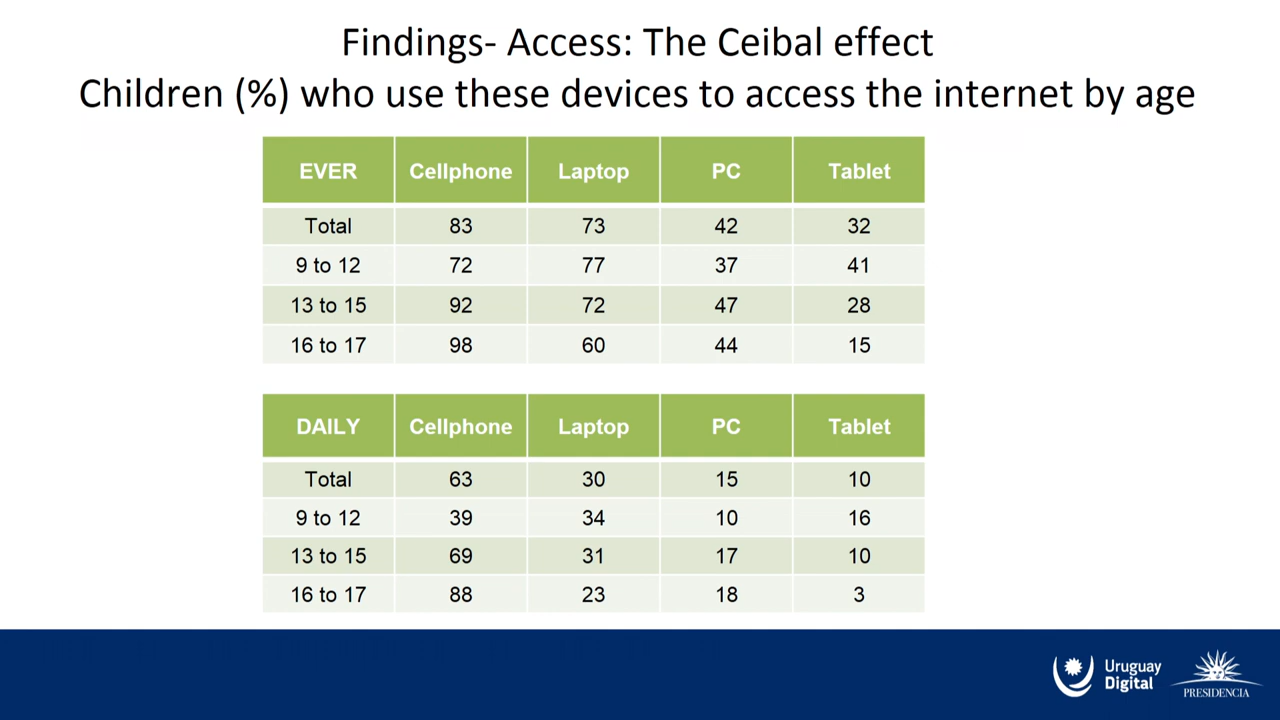 Findings- Access: The Ceibal effect
Children (%) who use these devices to access the internet by age
EVER Cellphone Laptop PC Tablet
Total 83 73 42 32
9 to 12 72 77 37 41
13 to 15 92 72 47 28
16 to 17 98 60 44 15
DAILY Cellphone Laptop PC Tablet
Total 63 30 15 10
9 to 12 39 34 10 16
13 to 15 69 31 17 10
16 to 17 88 23 18 3
Uruguay
Digital
PRESIDENCIA